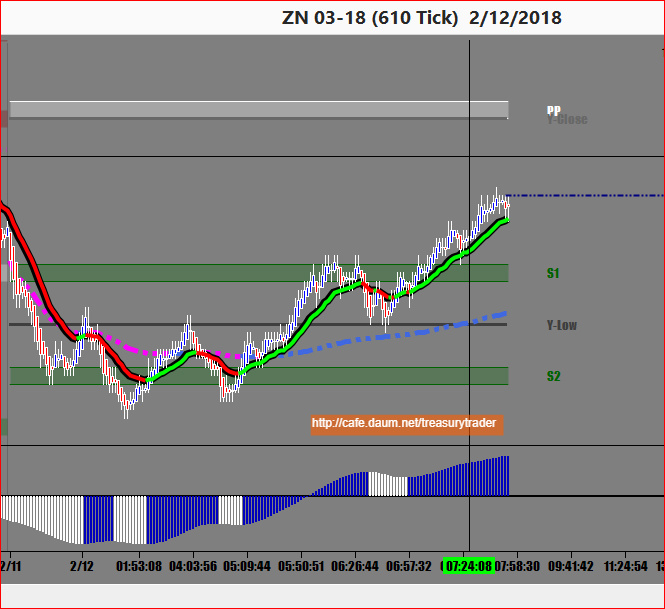 ZN 03-18 (610 Tick) 2/12/2018
PP
Y-Close
S1
Y-low
S2
http://cafe.daum.net/treasurytrader
2/11 2/12 01:53:08 04:03:56 05:09:44 05:50:51 06:26:44 06:57:32 07:24:08 07:58:30 09:41:42 11:24:54